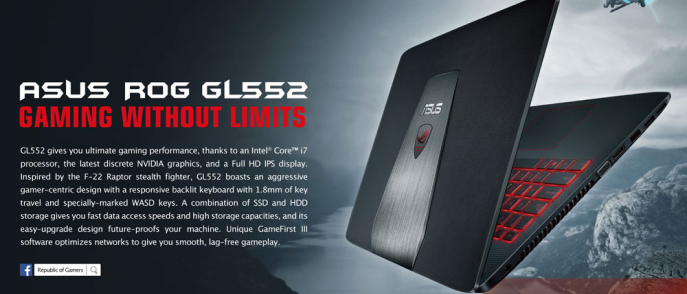 ASUS ROG GL552
GAMING WITHOUT LIMITS
GL552 gives you ultimate gaming performance, thanks to an Intel® Core™ i7
processor, the latest discrete NVIDIA graphics, and a Full HD IPS display.
Inspired by the F-22 Raptor stealth fighter, GL552 boasts an aggressive
gamer-centric design with a responsive backlit keyboard with 1.8mm of key
travel and specially-marked WASD keys. A combination of SSD and HDD
storage gives you fast data access speeds and high storage capacities, and its
easy-upgrade design future-proofs your machine. Unique GameFirst III
software optimizes networks to give you smooth, lag-free gameplay.
f Republic of Gamers
ASUS